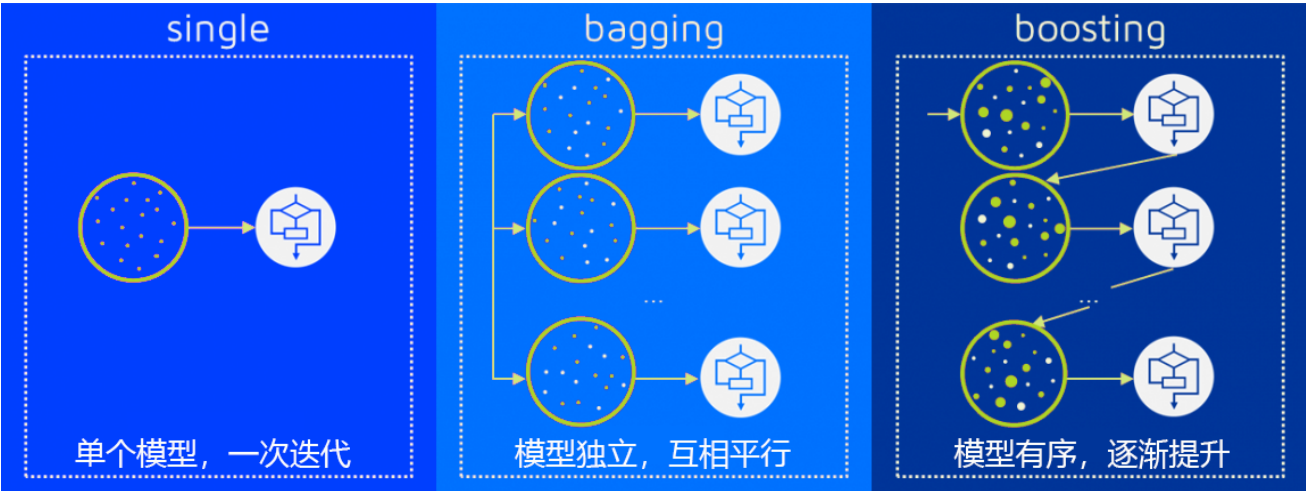 single
bagging
boosting
...
...
单个模型，一次迭代
模型独立，互相平行
模型有序，逐渐提升